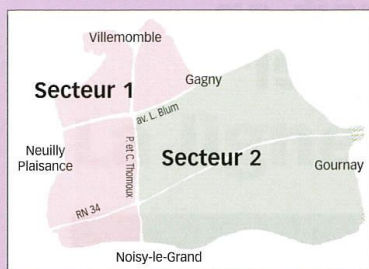 Villemomble
Gagny
Secteur 1
av. L. Blum
P. et C. Thomoux
Neuilly
Plaisance
Secteur 2
Gournay
RN 34
Noisy-le-Grand